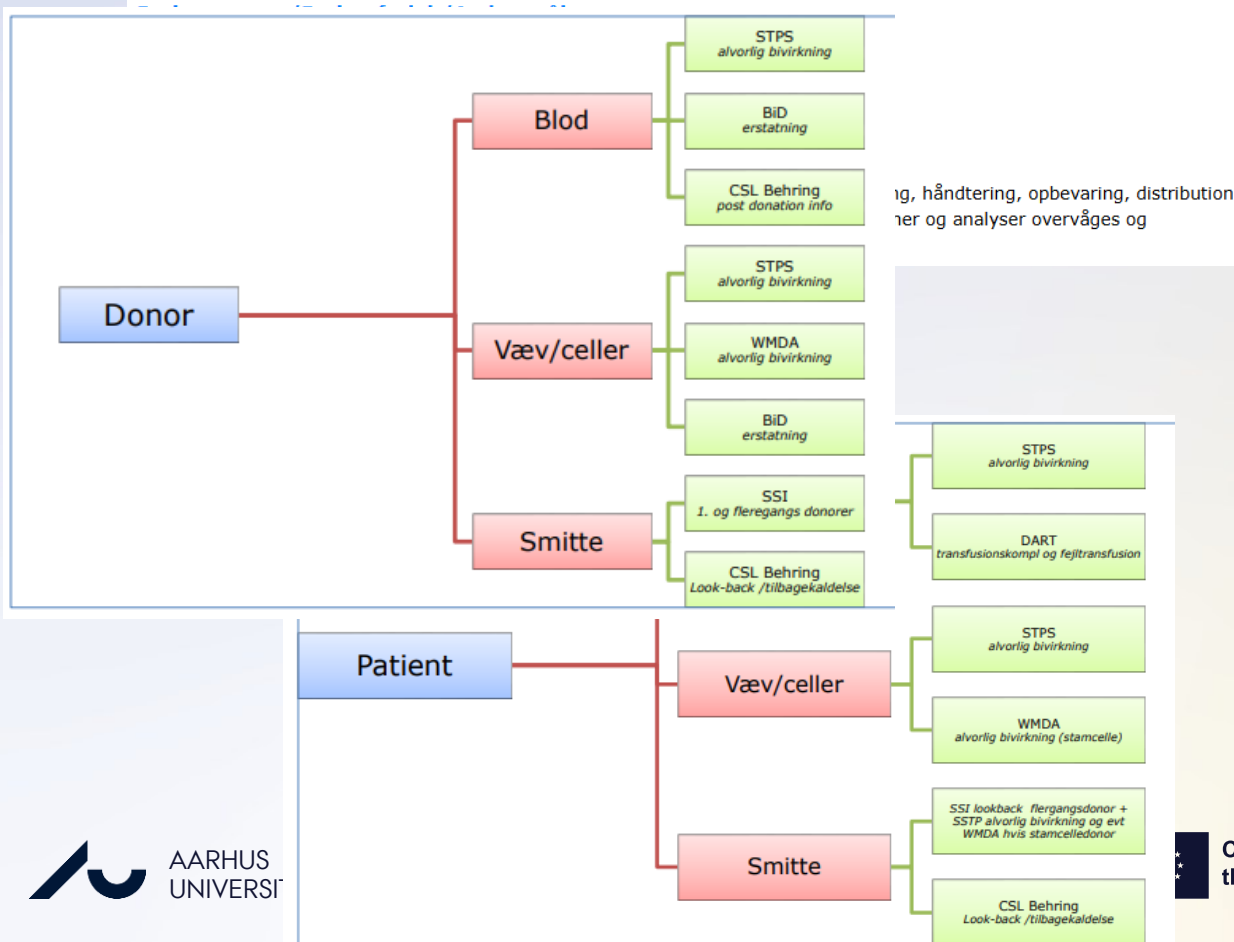 STPS
alvorlig bivirkning
Blod
BiD
erstatning
CSL Behring
post donation info
håndtering, opbevaring, distribution
og analyser overvåges og
STPS
alvorlig bivirkning
Donor
Væv/celler
WMDA
alvorlig bivirkning
BiD
erstatning
SSI
1. og fleregangs donorer
Smitte
CSL Behring
Look-back /tilbagekaldelse
STPS
alvorlig bivirkning
DART
transfusionskompl og fejltransfusion
STPS
alvorlig bivirkning
Patient
Væv/celler
WMDA
alvorlig bivirkning (stamcelle)
SSI lookback flergangsdonor +
SSTP alvorlig bivirkning og evt
WMDA hvis stamcelledonor
Smitte
CSL Behring
Look-back /tilbagekaldelse
AARHUS
UNIVERSIT